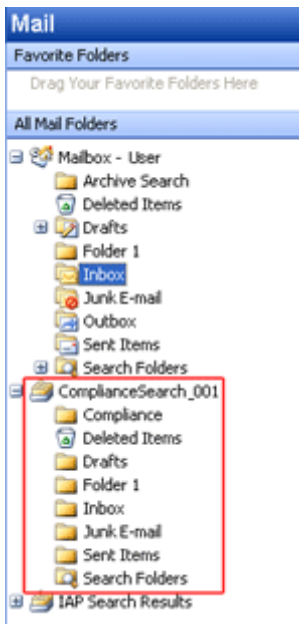 Mail
Favorite Folders
Drag Your Favorite Folders Here
All Mail Folders
Mailbox - User
Archive Search
Deleted Items
Drafts
Folder 1
Inbox
Junk E-mail
Outbox
Sent Items
Search Folders
ComplianceSearch_001
Compliance
Deleted Items
Drafts
Folder 1
Inbox
Junk E-mail
Sent Items
Search Folders
IAP Search Results